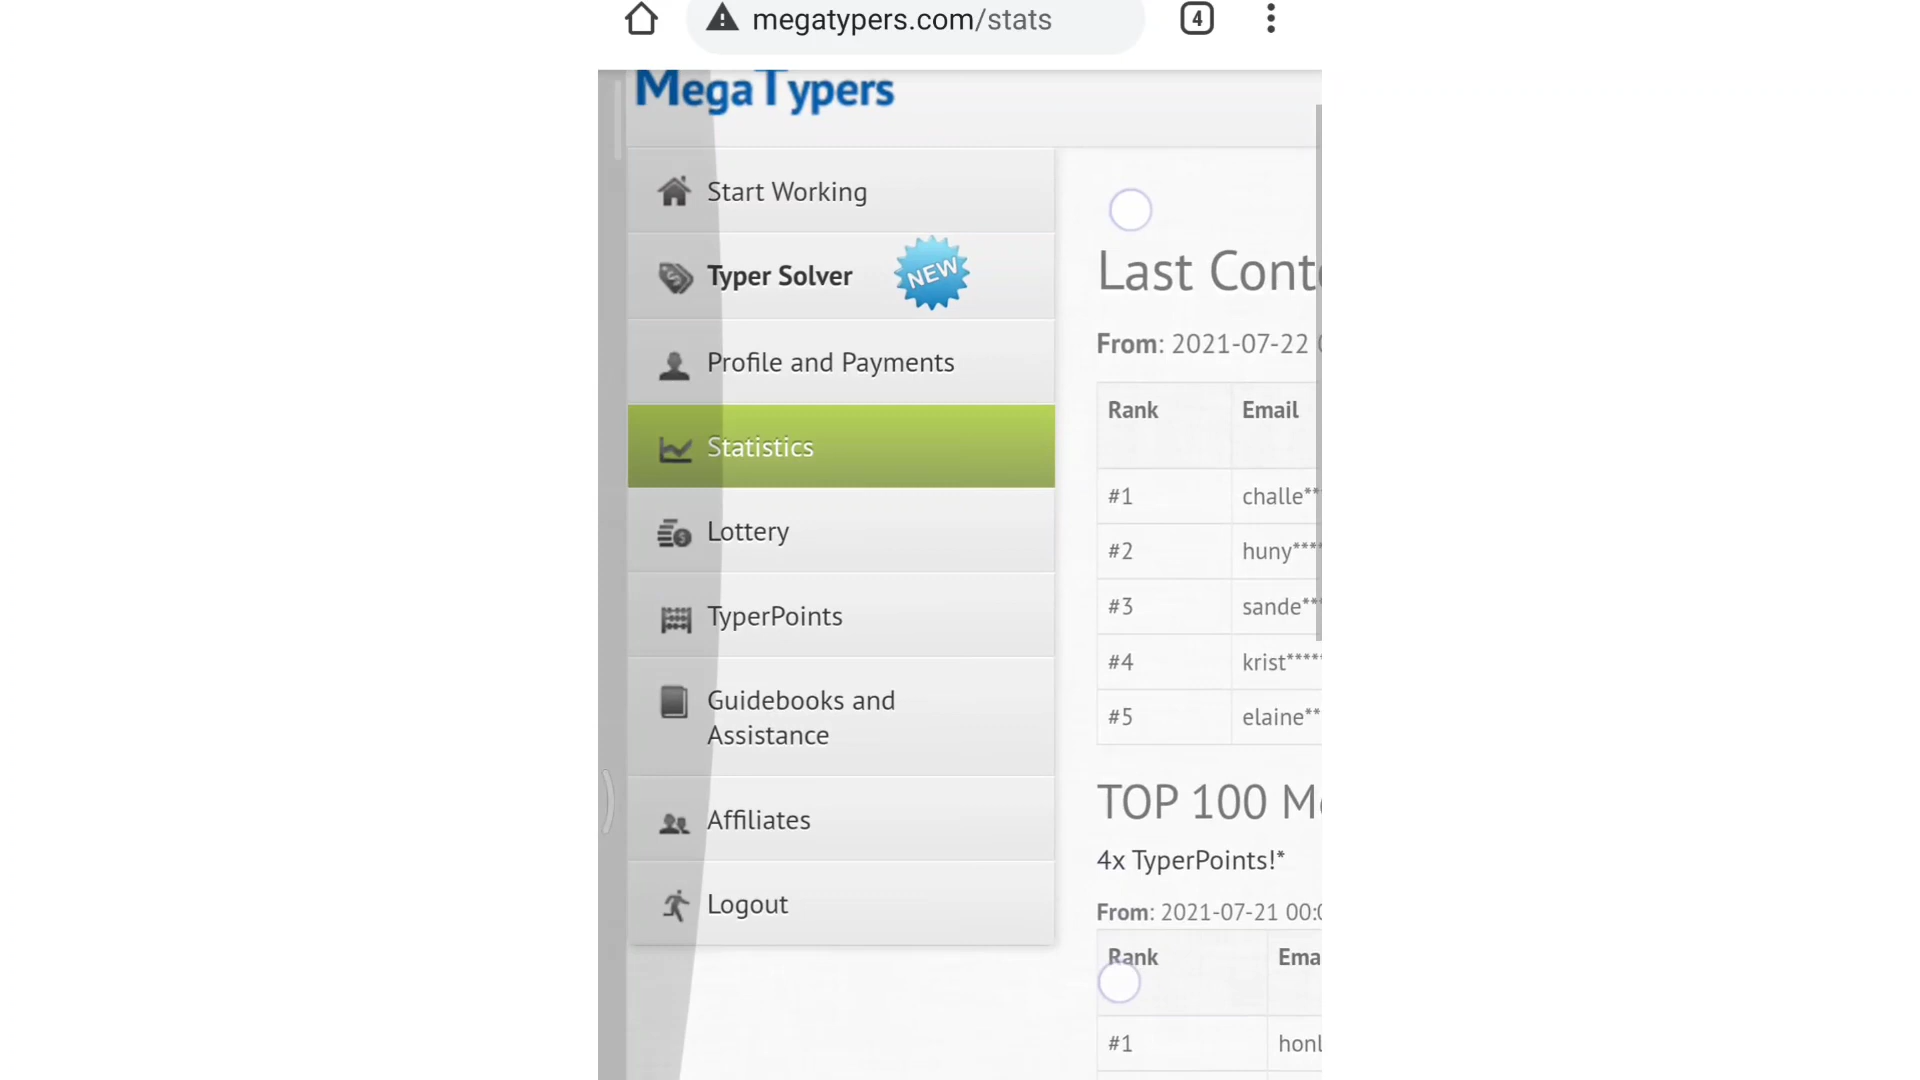 megatypers.com/stats
4
MegaTypers
Start Working
Typer Solver
NEW
Profile and Payments
Statistics
Lottery
TyperPoints
Guidebooks and
Assistance
Affiliates
Logout
Last Cont
From: 2021-07-22
Rank Email
#1 challe**
#2 huny****
#3 sande**
#4 krist*****
#5 elaine**
TOP 100 M
4x TyperPoints!*
From: 2021-07-21 00:
Rank Ema
#1 honl